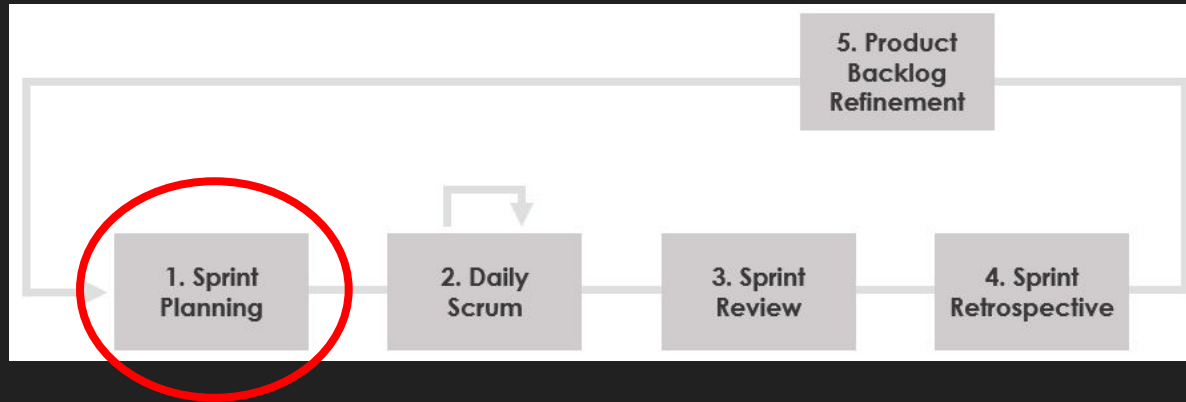 5. Product
Backlog
Refinement
1. Sprint
Planning
2. Daily
Scrum
3. Sprint
Review
4. Sprint
Retrospective